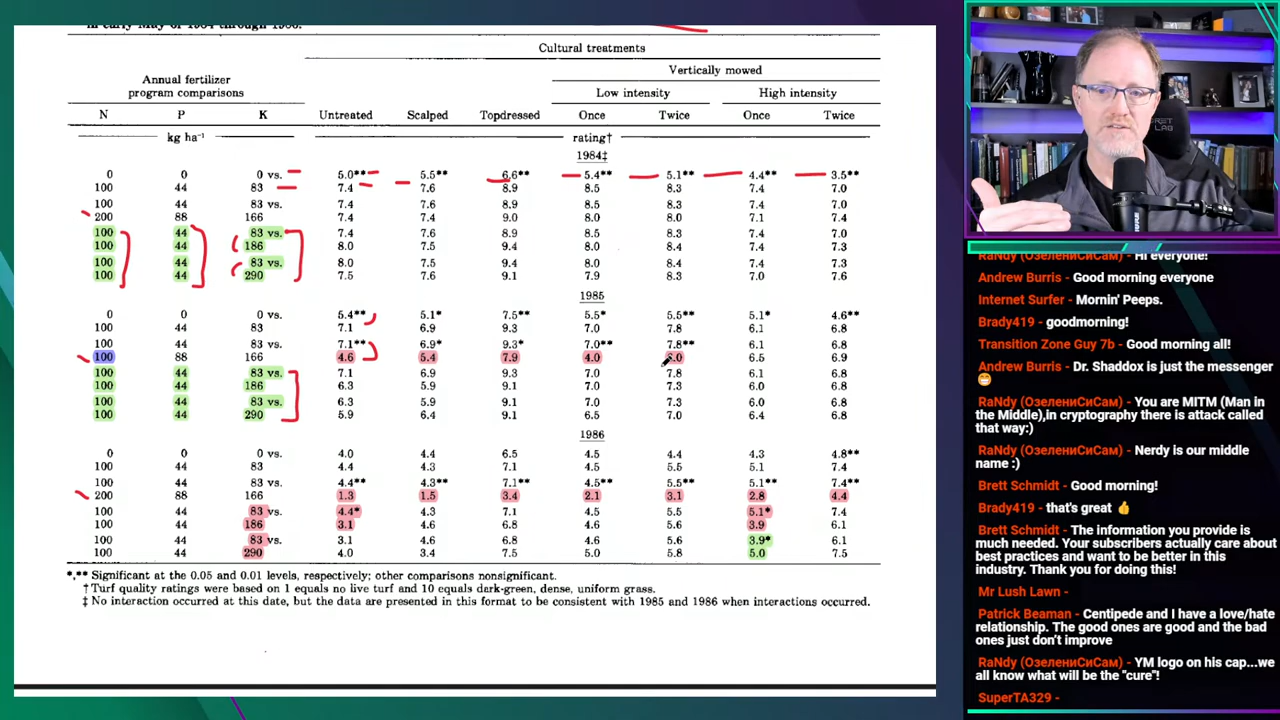 in early May of 1984 through 1986.
Cultural treatments
Vertically mowed
Annual fertilizer
program comparisons
Low intensity High intensity
N P K Untreated Scalped Topdressed Once Twice Once Twice
kg ha⁻¹ rating†
1984‡
0 0 0 vs. 5.0** 5.5** 6.6** 5.4** 5.1** 4.4** 3.5**
100 44 83 7.4 7.6 8.9 8.5 8.3 7.4 7.0
100 44 83 vs. 7.4 7.6 8.9 8.5 8.3 7.4 7.0
200 88 166 7.4 7.4 9.0 8.0 8.0 7.1 7.4
100 44 83 vs. 7.4 7.6 8.9 8.5 8.3 7.4 7.0
100 44 186 8.0 7.5 9.4 8.0 8.4 7.4 7.3
100 44 83 vs. 8.0 7.5 9.4 8.0 8.4 7.4 7.3
100 44 290 7.5 7.6 9.1 7.9 8.3 7.0 7.6
1985
0 0 0 vs. 5.4** 5.1* 7.5** 5.5* 5.5** 5.1* 4.6**
100 44 83 7.1 6.9 9.3 7.0 7.8 6.1 6.8
100 44 83 vs. 7.1** 6.9* 9.3* 7.0** 7.8** 6.1 6.8
100 88 166 4.6 5.4 7.9 4.0 .0 6.5 6.9
100 44 83 vs. 7.1 6.9 9.3 7.0 7.8 6.1 6.8
100 44 186 6.3 5.9 9.1 7.0 7.3 6.0 6.8
100 44 83 vs. 6.3 5.9 9.1 7.0 7.3 6.0 6.8
100 44 290 5.9 6.4 9.1 6.5 7.0 6.4 6.8
1986
0 0 0 vs. 4.0 4.4 6.5 4.5 4.4 4.3 4.8**
100 44 83 4.4 4.3 7.1 4.5 5.5 5.1 7.4
100 44 83 vs. 4.4** 4.3** 7.1** 4.5** 5.5** 5.1** 7.4**
200 88 166 1.3 1.5 3.4 2.1 3.1 2.8 4.4
100 44 83 vs. 4.4* 4.3 7.1 4.5 5.5 5.1* 7.4
100 44 186 3.1 4.6 6.8 4.6 5.6 3.9 6.1
100 44 83 vs. 3.1 4.6 6.8 4.6 5.6 3.9* 6.1
100 44 290 4.0 3.4 7.5 5.0 5.8 5.0 7.5
*,** Significant at the 0.05 and 0.01 levels, respectively; other comparisons nonsignificant.
† Turf quality ratings were based on 1 equals no live turf and 10 equals dark-green, dense, uniform grass.
‡ No interaction occurred at this date, but the data are presented in this format to be consistent with 1985 and 1986 when interactions occurred.
RaNdy (ОзелениСиСам) - Hi everyone!
Andrew Burris - Good morning everyone
Internet Surfer - Mornin' Peeps.
Brady419 - goodmorning!
Transition Zone Guy 7b - Good morning all!
Andrew Burris - Dr. Shaddox is just the messenger
😁
RaNdy (ОзелениСиСам) - You are MITM (Man
in the Middle),in cryptography there is attack called
that way:)
RaNdy (ОзелениСиСам) - Nerdy is our middle
name :)
Brett Schmidt - Good morning!
Brady419 - that's great 👍
Brett Schmidt - The information you provide is
much needed. Your subscribers actually care about
best practices and want to be better in this
industry. Thank you for doing this!
Mr Lush Lawn -
Patrick Beaman - Centipede and I have a love/hate
relationship. The good ones are good and the bad
ones just don't improve
RaNdy (ОзелениСиСам) - YM logo on his cap...we
all know what will be the "cure"!
SuperTA329 -